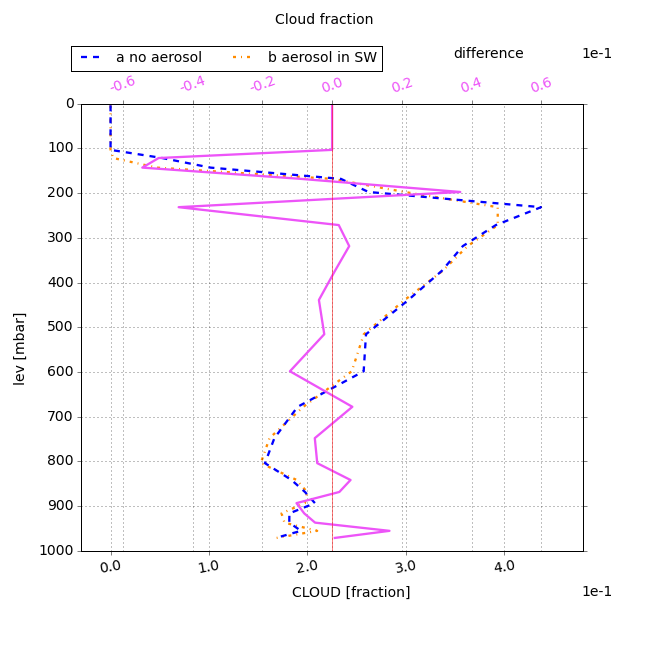 Cloud fraction
a no aerosol b aerosol in SW difference 1e-1
-0.6 -0.4 -0.2 0.0 0.2 0.4 0.6
0
100
200
300
400
500
600
700
800
900
1000
lev [mbar]
0.0 1.0 2.0 3.0 4.0
CLOUD [fraction] 1e-1